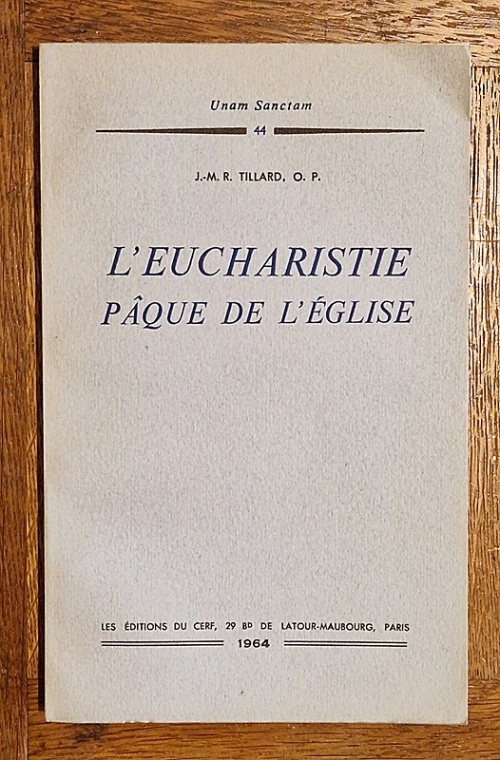 Unam Sanctam
44
J.-M. R. TILLARD, O. P.
L'EUCHARISTIE
PÂQUE DE L'ÉGLISE
LES ÉDITIONS DU CERF, 29 BD DE LATOUR-MAUBOURG, PARIS
1964